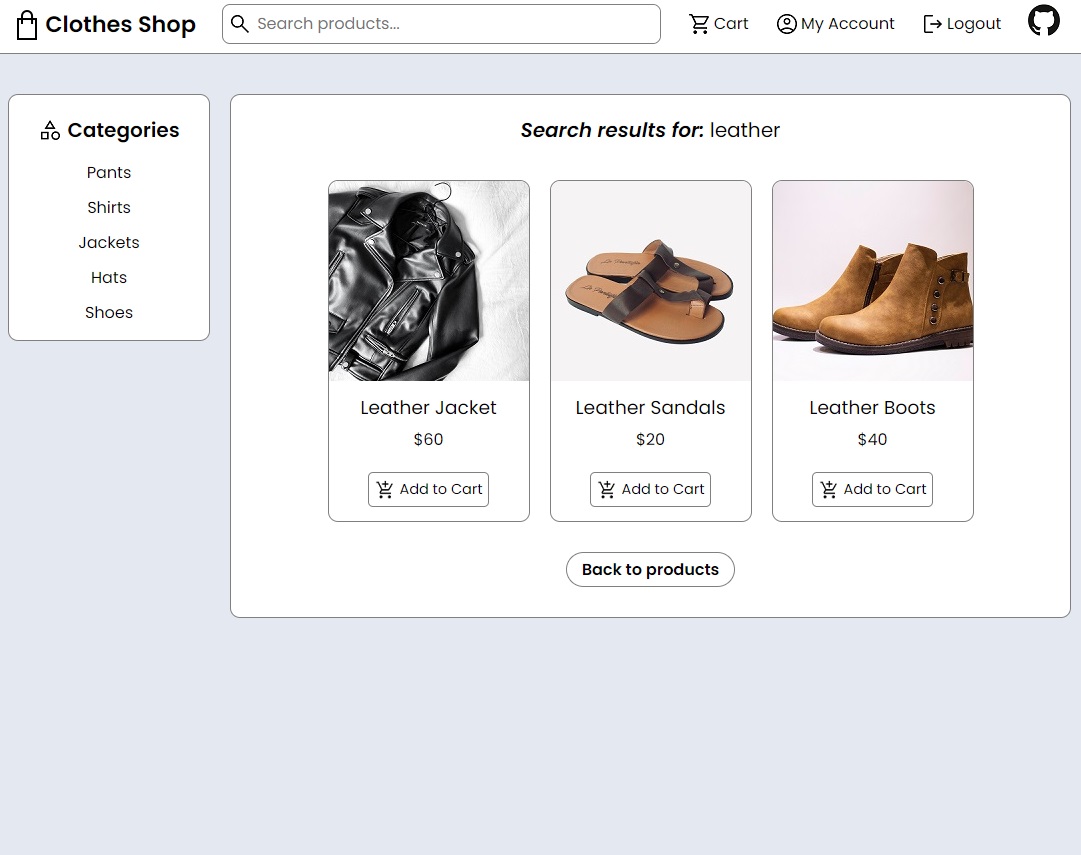 Clothes Shop
Search products...
Cart
My Account
Logout
Categories
Pants
Shirts
Jackets
Hats
Shoes
Search results for: leather
Leather Jacket
$60
Add to Cart
Leather Sandals
$20
Add to Cart
Leather Boots
$40
Add to Cart
Back to products